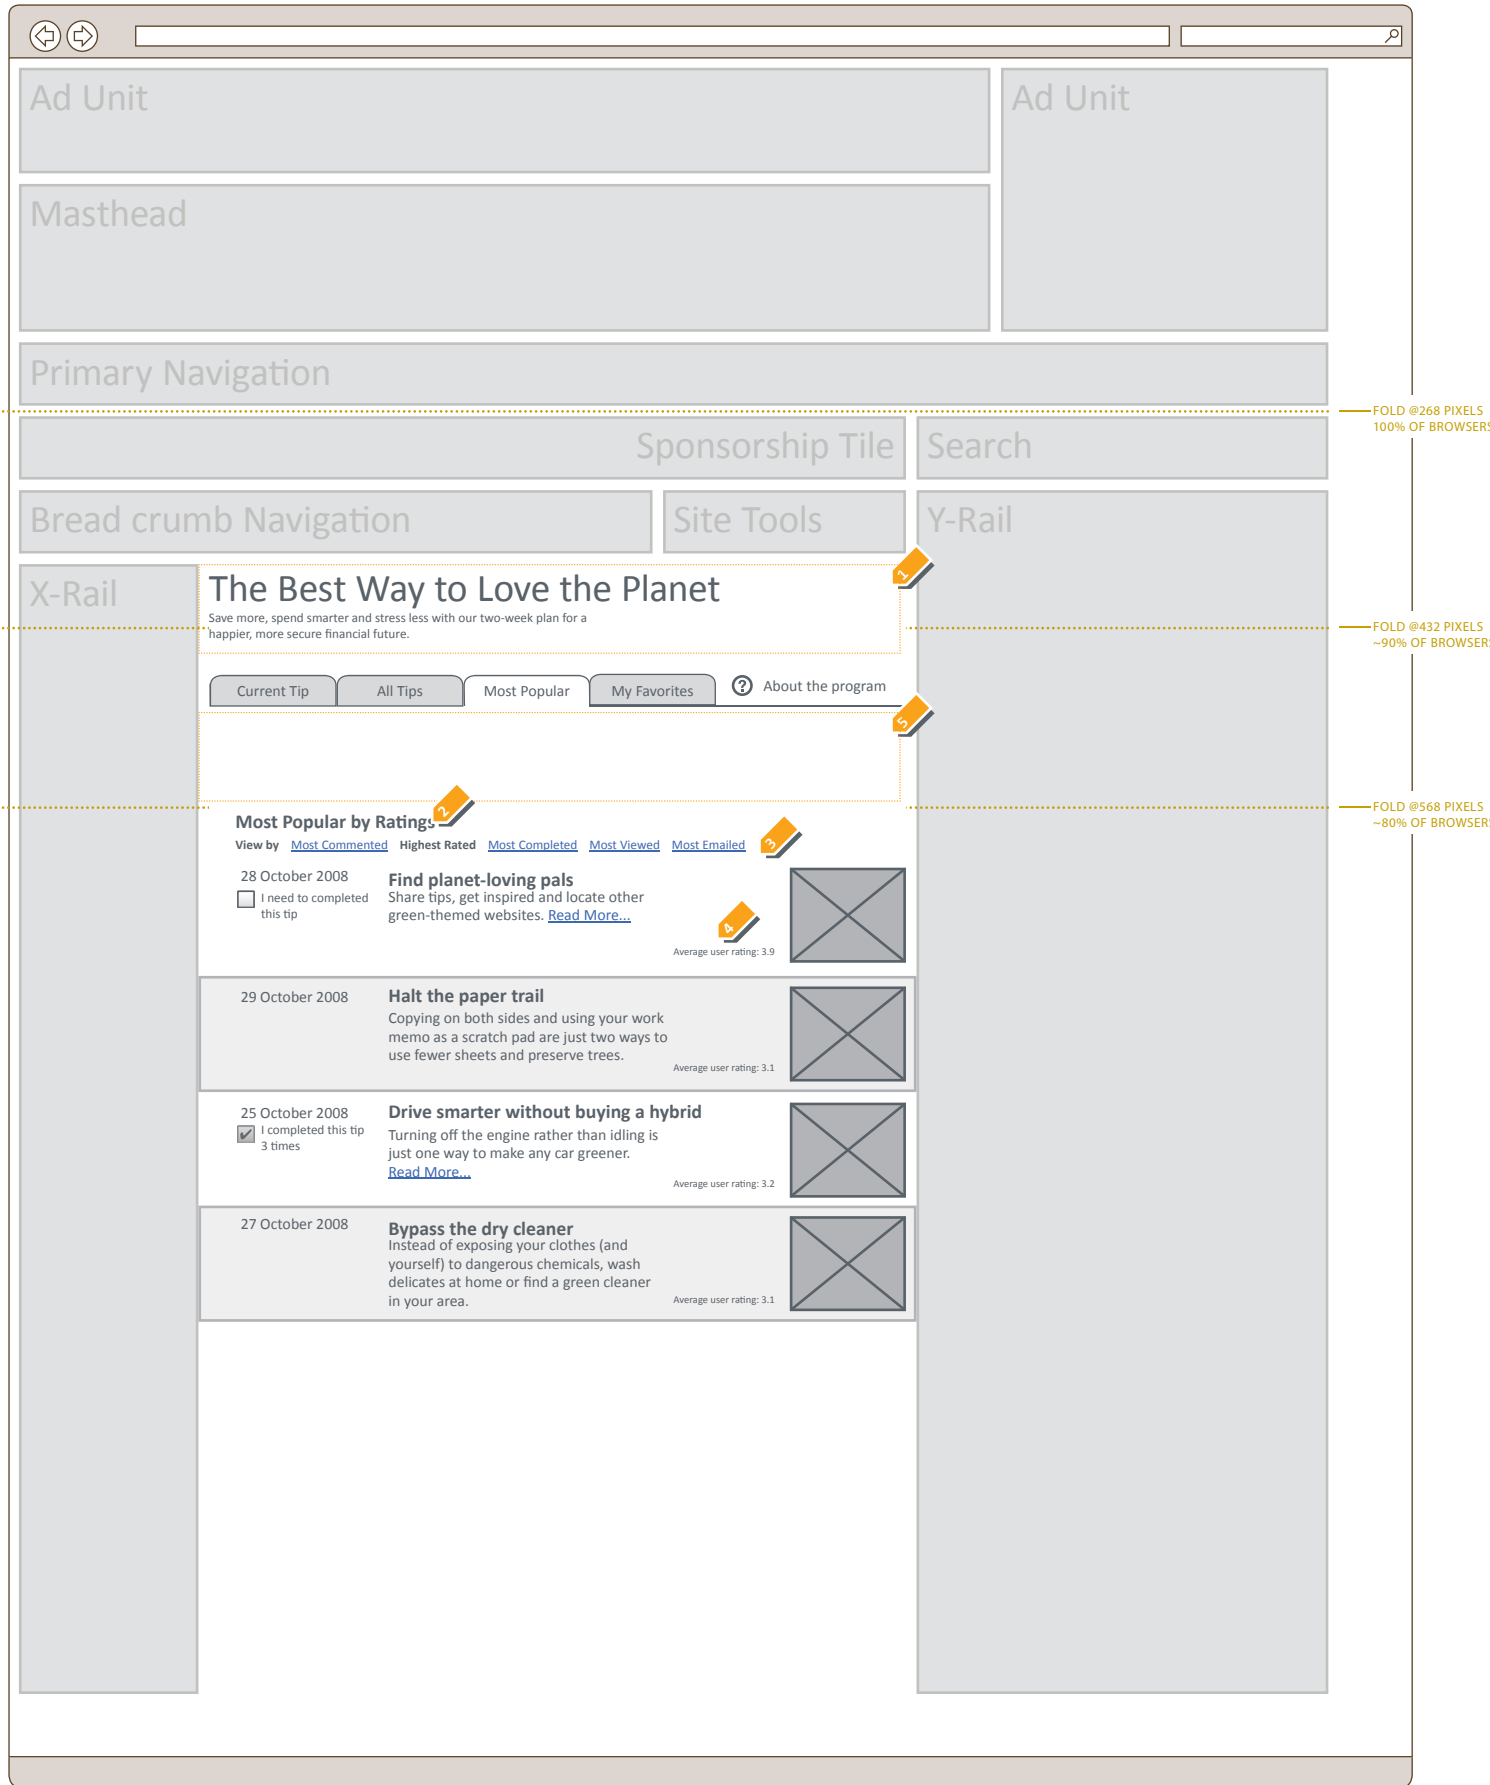 Ad Unit
Ad Unit
Masthead
Primary Navigation
FOLD @268 PIXELS
100% OF BROWSERS
Sponsorship Tile
Search
Bread crumb Navigation
Site Tools
Y-Rail
1
X-Rail
The Best Way to Love the Planet
Save more, spend smarter and stress less with our two-week plan for a
happier, more secure financial future.
FOLD @432 PIXELS
~90% OF BROWSERS
Current Tip
All Tips
Most Popular
My Favorites
? About the program
5
2
FOLD @568 PIXELS
~80% OF BROWSERS
Most Popular by Ratings
3
View by Most Commented Highest Rated Most Completed Most Viewed Most Emailed
28 October 2008
I need to completed
this tip
Find planet-loving pals
Share tips, get inspired and locate other
green-themed websites. Read More...
4
Average user rating: 3.9
29 October 2008
Halt the paper trail
Copying on both sides and using your work
memo as a scratch pad are just two ways to
use fewer sheets and preserve trees.
Average user rating: 3.1
25 October 2008
I completed this tip
3 times
Drive smarter without buying a hybrid
Turning off the engine rather than idling is
just one way to make any car greener.
Read More...
Average user rating: 3.2
27 October 2008
Bypass the dry cleaner
Instead of exposing your clothes (and
yourself) to dangerous chemicals, wash
delicates at home or find a green cleaner
in your area.
Average user rating: 3.1